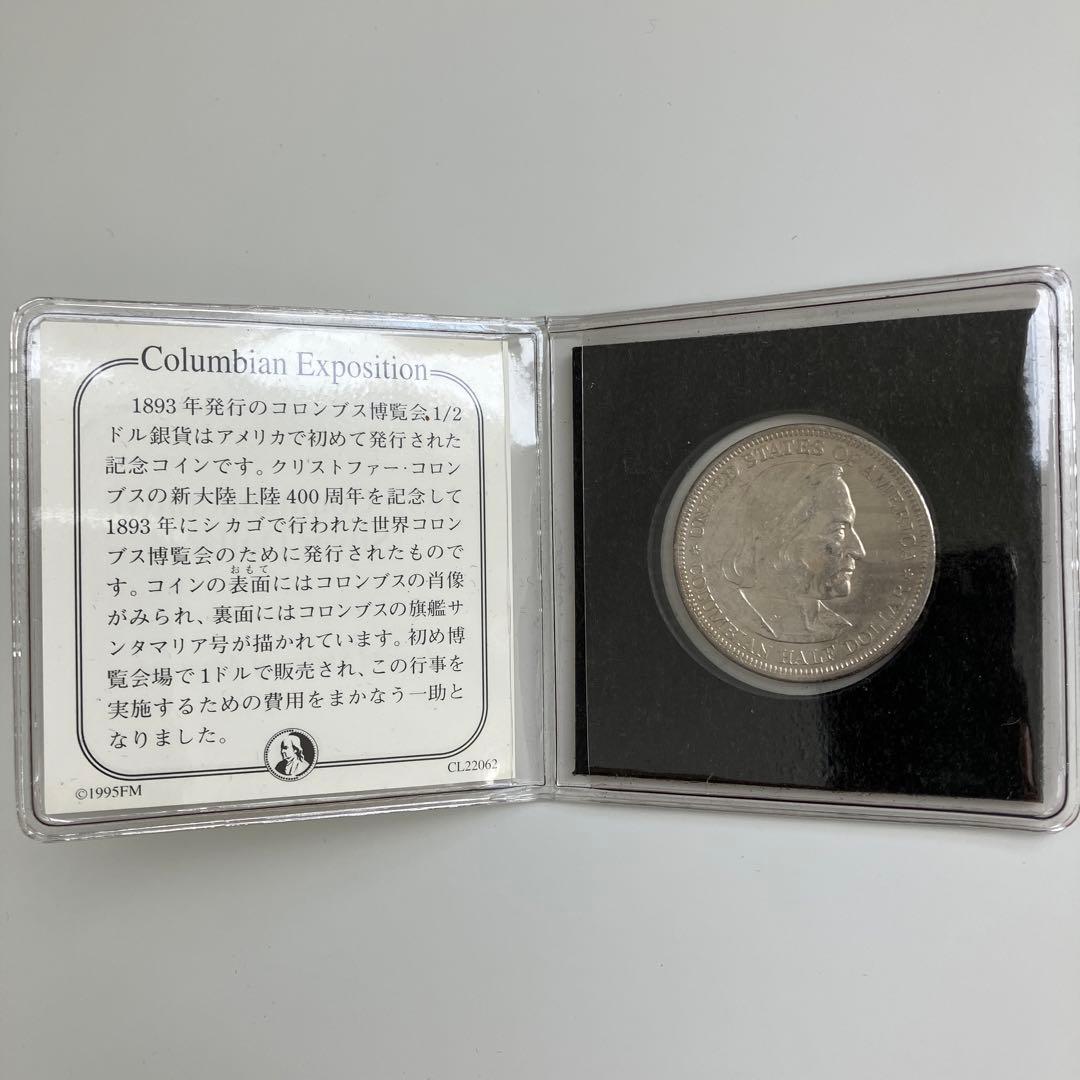 Columbian Exposition
1893年発行のコロンブス博覧会1/2
ドル銀貨はアメリカで初めて発行された
記念コインです。クリストファー・コロン
ブスの新大陸上陸400周年を記念して
1893年にシカゴで行われた世界コロン
ブス博覧会のために発行されたもので
おもて
す。コインの表面にはコロンブスの肖像
がみられ、裏面にはコロンブスの旗艦サ
ンタマリア号が描かれています。初め博
覧会場で1ドルで販売され、この行事を
実施するための費用をまかなう一助と
なりました。
©1995FM
CL22062
UNITED STATES OF AMERICA
COLUMBIAN HALF DOLLAR